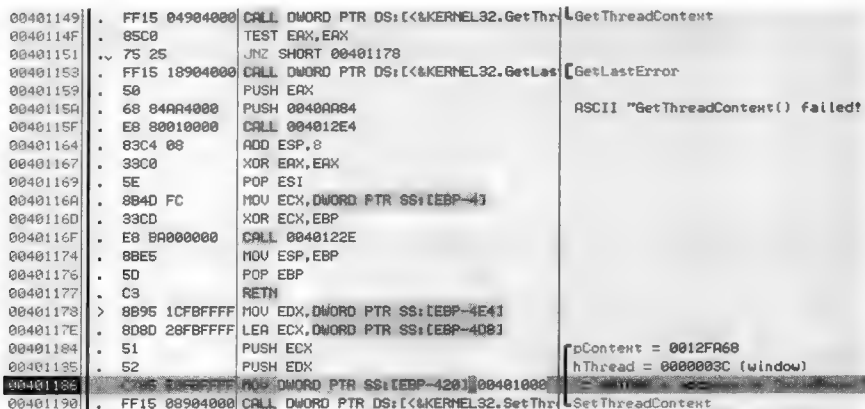 00401149 . FF15 04904000 CALL DWORD PTR DS:[<&KERNEL32.GetThr GetThreadContext
0040114F . 85C0 TEST EAX,EAX
00401151 .v 75 25 JNZ SHORT 00401178
00401153 . FF15 18904000 CALL DWORD PTR DS:[<&KERNEL32.GetLas GetLastError
00401159 . 50 PUSH EAX
0040115A . 68 84AA4000 PUSH 0040AA84 ASCII "GetThreadContext() failed!
0040115F . E8 80010000 CALL 004012E4
00401164 . 83C4 08 ADD ESP,8
00401167 . 33C0 XOR EAX,EAX
00401169 . 5E POP ESI
0040116A . 8B4D FC MOV ECX,DWORD PTR SS:[EBP-4]
0040116D . 33CD XOR ECX,EBP
0040116F . E8 BA000000 CALL 0040122E
00401174 . 8BE5 MOV ESP,EBP
00401176 . 5D POP EBP
00401177 . C3 RETN
00401178 > 8B95 1CFBFFFF MOV EDX,DWORD PTR SS:[EBP-4E4]
0040117E . 8D8D 28FBFFFF LEA ECX,DWORD PTR SS:[EBP-4D8]
00401184 . 51 PUSH ECX pContext = 0012FA68
00401185 . 52 PUSH EDX hThread = 0000003C (window)
00401186 MOV DWORD PTR SS:[EBP-420],00401000
00401190 . FF15 08904000 CALL DWORD PTR DS:[<&KERNEL32.SetThr SetThreadContext